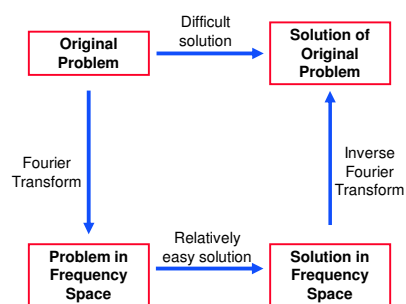 Original
Problem
Difficult
solution
Solution of
Original
Problem
Fourier
Transform
Inverse
Fourier
Transform
Problem in
Frequency
Space
Relatively
easy solution
Solution in
Frequency
Space